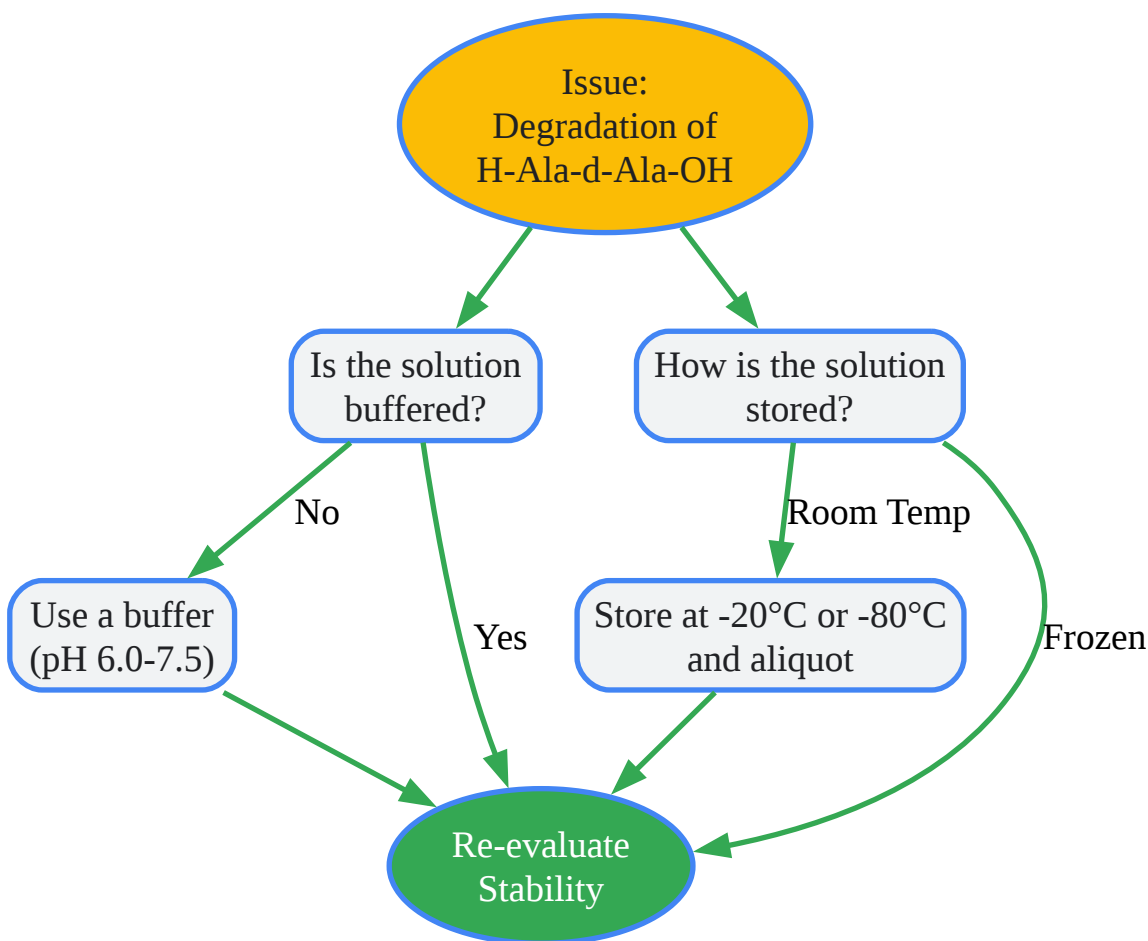 Issue:
Degradation of
H-Ala-d-Ala-OH
Is the solution
buffered?
How is the solution
stored?
No
Room Temp
Use a buffer
(pH 6.0-7.5)
Yes
Store at -20°C or -80°C
and aliquot
Frozen
Re-evaluate
Stability